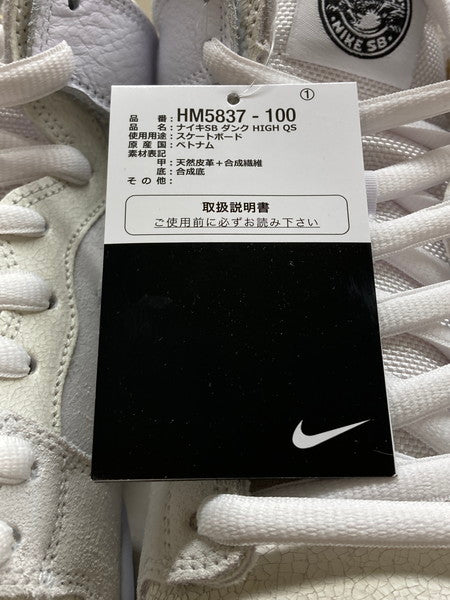 NIKE SB
①
品番：HM5837 - 100
品名：ナイキSB ダンク HIGH QS
使用用途：スケートボード
原産国：ベトナム
素材表記
甲：天然皮革＋合成繊維
底：合成底
その他：
取扱説明書
ご使用前に必ずお読み下さい